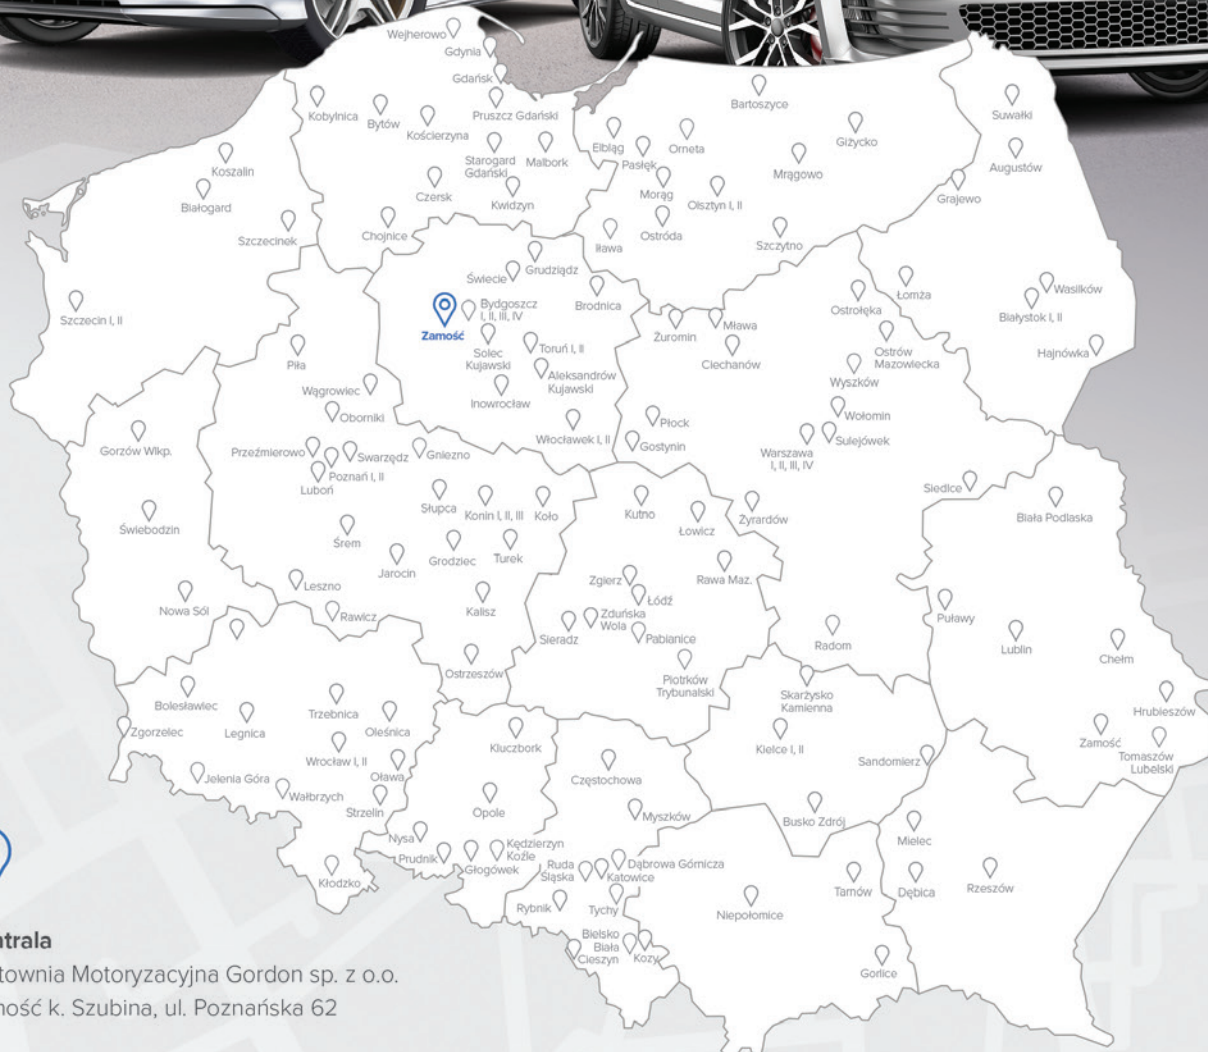 Wejherowo
Gdynia
Gdańsk
Kobylnica
Bytów
Kościerzyna
Pruszcz Gdański
Starogard
Gdański
Malbork
Czersk
Kwidzyn
Chojnice
Koszalin
Białogard
Szczecinek
Szczecin I, II
Bartoszyce
Elbląg
Pasłęk
Orneta
Giżycko
Mrągowo
Morąg
Olsztyn I, II
Ostróda
Iława
Szczytno
Suwałki
Augustów
Grajewo
Łomża
Wasilków
Białystok I, II
Hajnówka
Świecie
Grudziądz
Brodnica
Zamość
Bydgoszcz
I, II, III, IV
Solec
Kujawski
Toruń I, II
Aleksandrów
Kujawski
Inowrocław
Włocławek I, II
Żuromin
Mława
Ciechanów
Ostrołęka
Ostrów
Mazowiecka
Wyszków
Wołomin
Sulejówek
Warszawa
I, II, III, IV
Płock
Gostynin
Siedlce
Żyrardów
Radom
Piła
Wągrowiec
Oborniki
Przeźmierowo
Swarzędz
Poznań I, II
Luboń
Gniezno
Słupca
Konin I, II, III
Koło
Śrem
Jarocin
Grodziec
Turek
Leszno
Rawicz
Kalisz
Ostrzeszów
Gorzów Wlkp.
Świebodzin
Nowa Sól
Kutno
Łowicz
Rawa Maz.
Zgierz
Łódź
Zduńska
Wola
Sieradz
Pabianice
Piotrków
Trybunalski
Biała Podlaska
Puławy
Lublin
Chełm
Hrubieszów
Zamość
Tomaszów
Lubelski
Bolesławiec
Zgorzelec
Legnica
Trzebnica
Oleśnica
Wrocław I, II
Oława
Jelenia Góra
Wałbrzych
Strzelin
Kłodzko
Kluczbork
Opole
Nysa
Prudnik
Głogówek
Kędzierzyn
Koźle
Częstochowa
Myszków
Ruda
Śląska
Dąbrowa Górnicza
Katowice
Rybnik
Tychy
Bielsko
Biała
Cieszyn
Kozy
Skarżysko
Kamienna
Kielce I, II
Sandomierz
Busko Zdrój
Niepołomice
Tarnów
Gorlice
Mielec
Dębica
Rzeszów
ntrala
townia Motoryzacyjna Gordon sp. z o.o.
ność k. Szubina, ul. Poznańska 62